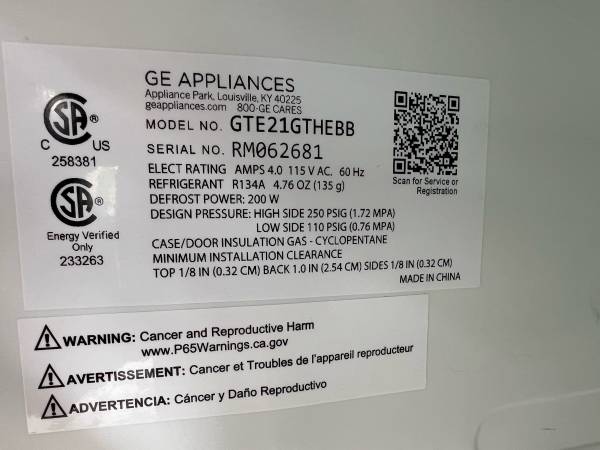 GE APPLIANCES
Appliance Park, Louisville, KY 40225
geappliances.com 800-GE CARES
MODEL NO. GTE21GTHEBB
SERIAL NO. RM062681
ELECT RATING AMPS 4.0 115 V AC. 60 Hz
REFRIGERANT R134A 4.76 OZ (135 g)
DEFROST POWER: 200 W
DESIGN PRESSURE: HIGH SIDE 250 PSIG (1.72 MPA)
LOW SIDE 110 PSIG (0.76 MPA)
CASE/DOOR INSULATION GAS - CYCLOPENTANE
MINIMUM INSTALLATION CLEARANCE
TOP 1/8 IN (0.32 CM) BACK 1.0 IN (2.54 CM) SIDES 1/8 IN (0.32 CM)
MADE IN CHINA
SA ®
C US
258381
SA ®
Energy Verified
Only
233263
Scan for Service or
Registration
WARNING: Cancer and Reproductive Harm
www.P65Warnings.ca.gov
AVERTISSEMENT: Cancer et Troubles de l'appareil reproducteur
ADVERTENCIA: Cáncer y Daño Reproductivo